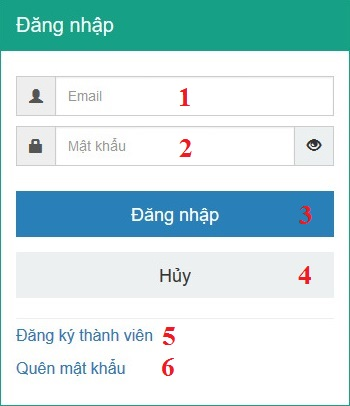 Đăng nhập
Email 1
Mật khẩu 2
Đăng nhập 3
Hủy 4
Đăng ký thành viên 5
Quên mật khẩu 6